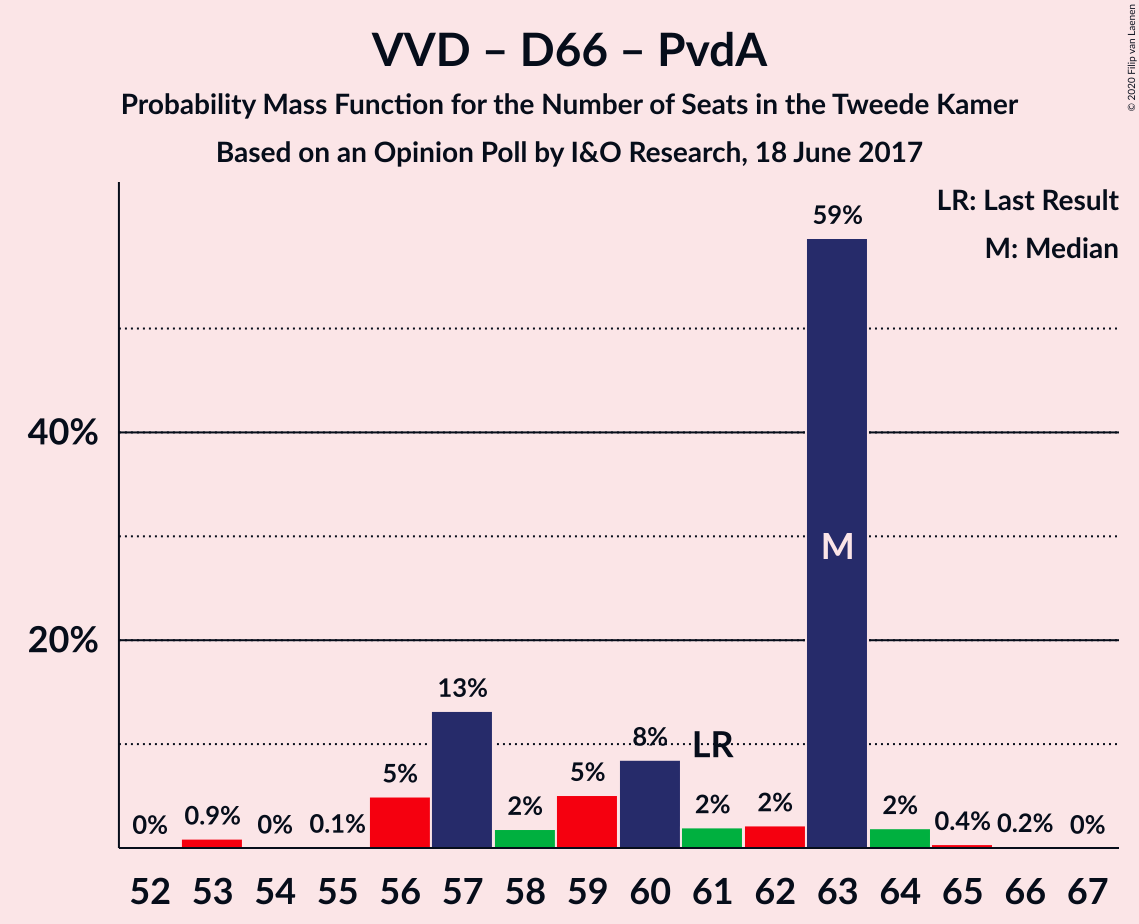 VVD – D66 – PvdA
Probability Mass Function for the Number of Seats in the Tweede Kamer
Based on an Opinion Poll by I&O Research, 18 June 2017
© 2020 Filip van Laenen
LR: Last Result
M: Median
40%
20%
0%
0.9%
0%
0.1%
5%
13%
2%
5%
8%
LR
2%
2%
59%
M
2%
0.4%
0.2%
0%
52 53 54 55 56 57 58 59 60 61 62 63 64 65 66 67